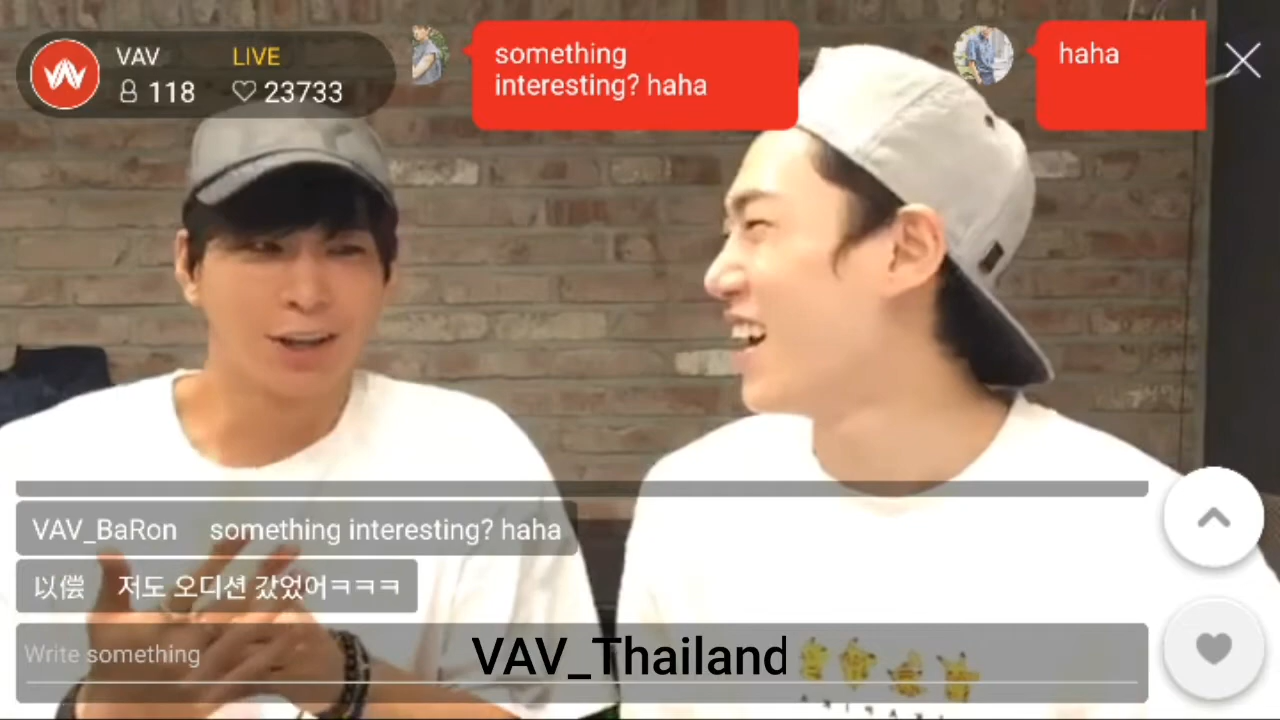 VAV LIVE
118 23733
something
interesting? haha
haha
VAV_BaRon something interesting? haha
以偿 저도 오디션 갔었어ㅋㅋㅋ
Write something
VAV_Thailand